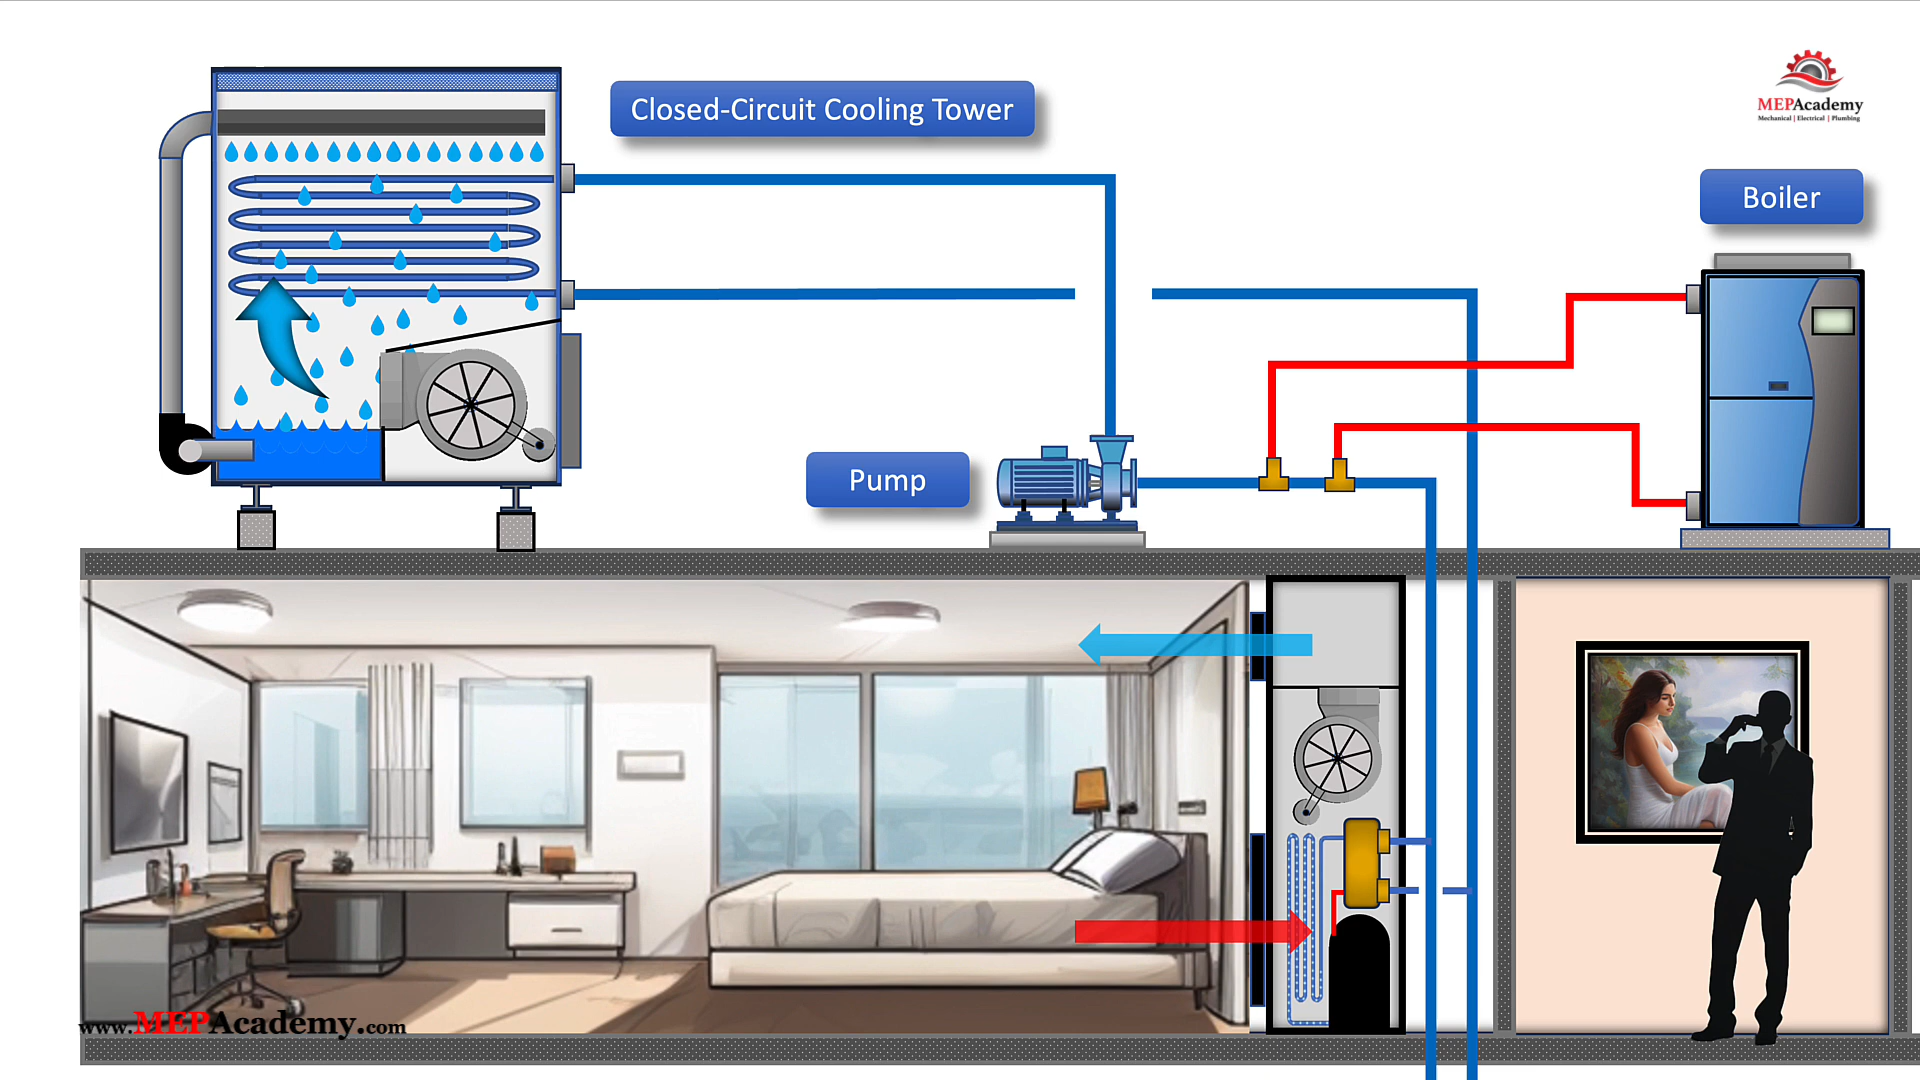 Closed-Circuit Cooling Tower
MEPAcademy
Mechanical | Electrical | Plumbing
Boiler
Pump
www.MEPAcademy.com